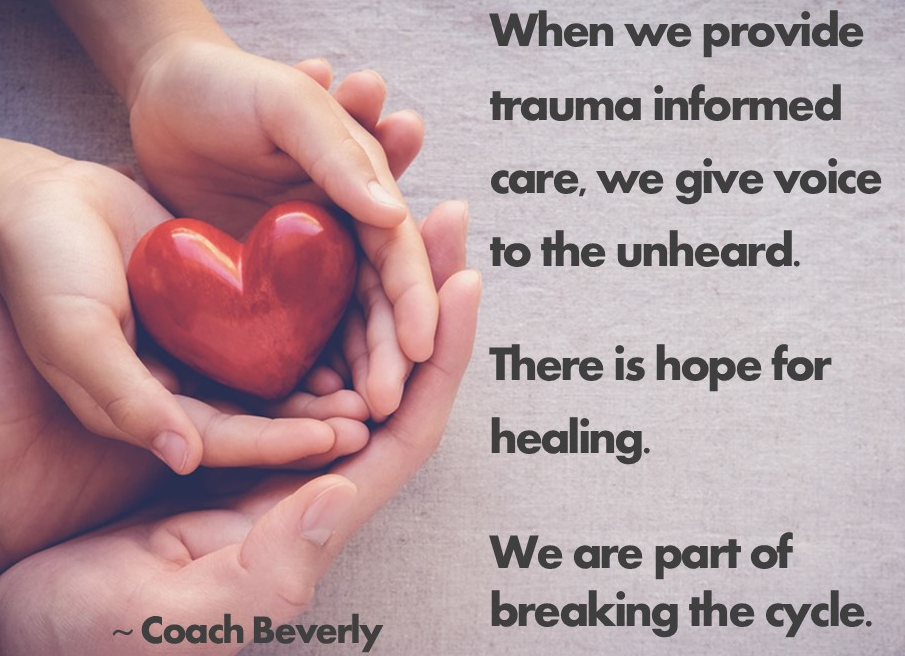 When we provide
trauma informed
care, we give voice
to the unheard.
There is hope for
healing.
We are part of
breaking the cycle.
~ Coach Beverly